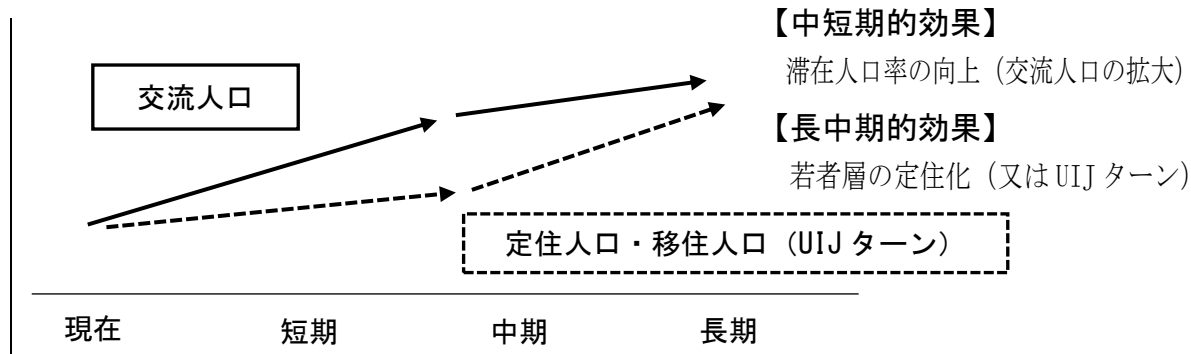 【中短期的効果】
滞在人口率の向上（交流人口の拡大）
交流人口
【長中期的効果】
若者層の定住化（又はUIJターン）
定住人口・移住人口（UIJターン）
現在 短期 中期 長期